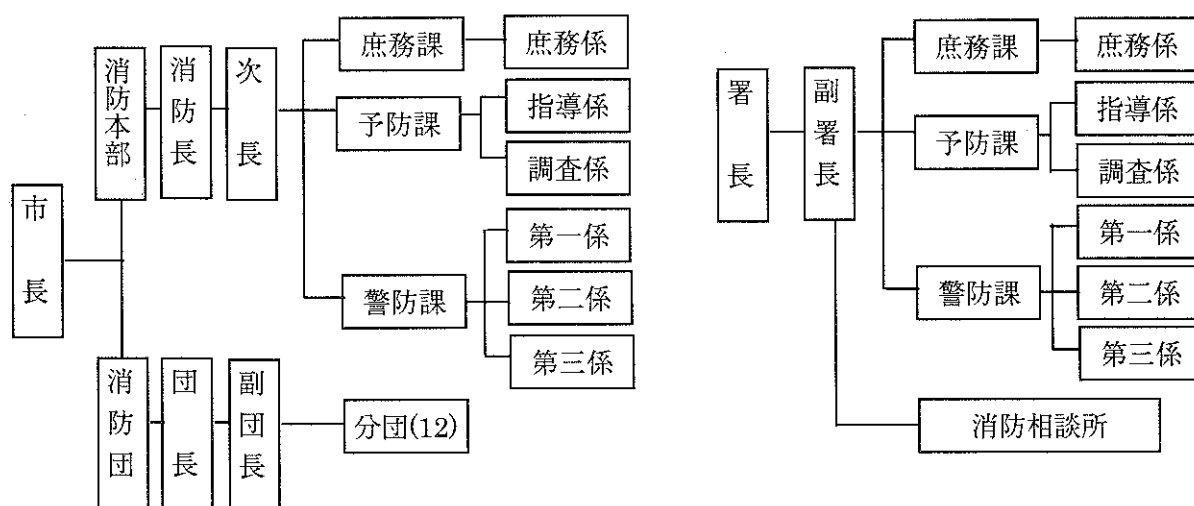 市長
消防本部
消防長
次長
庶務課
庶務係
予防課
指導係
調査係
警防課
第一係
第二係
第三係
消防団
団長
副団長
分団(12)
署長
副署長
庶務課
庶務係
予防課
指導係
調査係
警防課
第一係
第二係
第三係
消防相談所